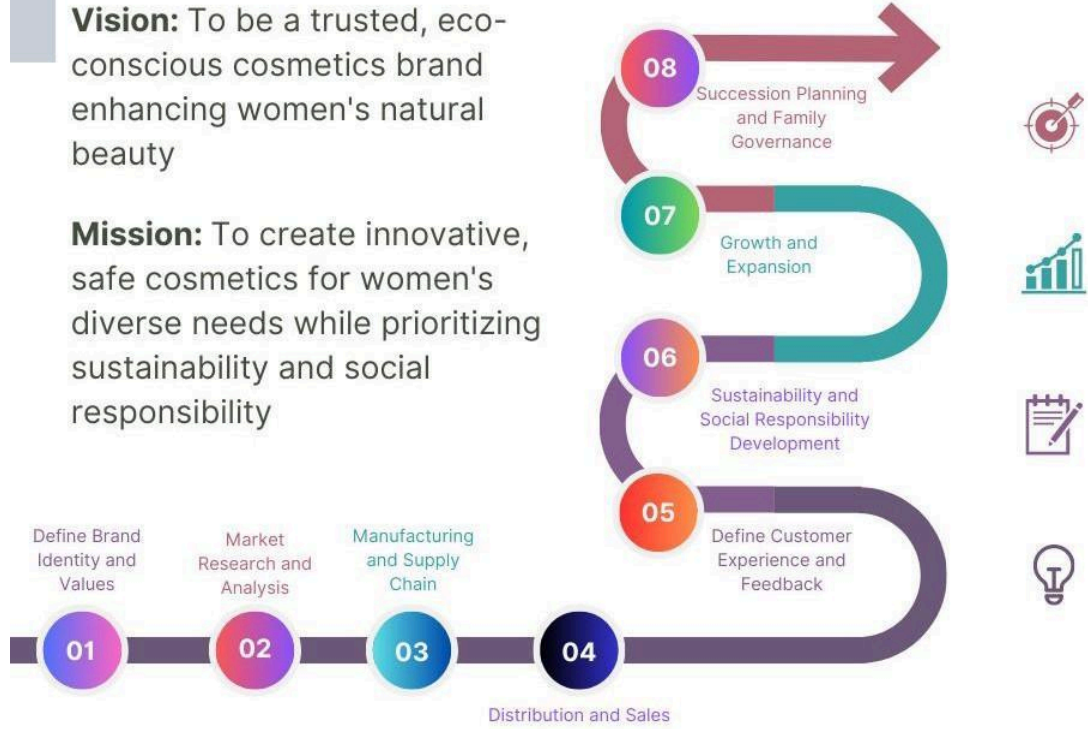 Vision: To be a trusted, eco-
conscious cosmetics brand
enhancing women's natural
beauty
Mission: To create innovative,
safe cosmetics for women's
diverse needs while prioritizing
sustainability and social
responsibility
08
Succession Planning
and Family
Governance
07
Growth and
Expansion
06
Sustainability and
Social Responsibility
Development
05
Define Customer
Experience and
Feedback
Define Brand
Identity and
Values
01
Market
Research and
Analysis
02
Manufacturing
and Supply
Chain
03
04
Distribution and Sales